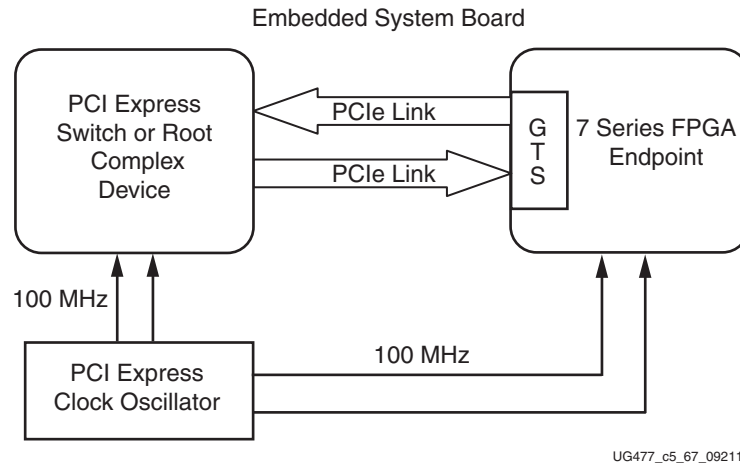 Embedded System Board
PCI Express
Switch or Root
Complex
Device
PCIe Link
PCIe Link
G
T
S
7 Series FPGA
Endpoint
100 MHz
PCI Express
Clock Oscillator
100 MHz
UG477_c5_67_09211